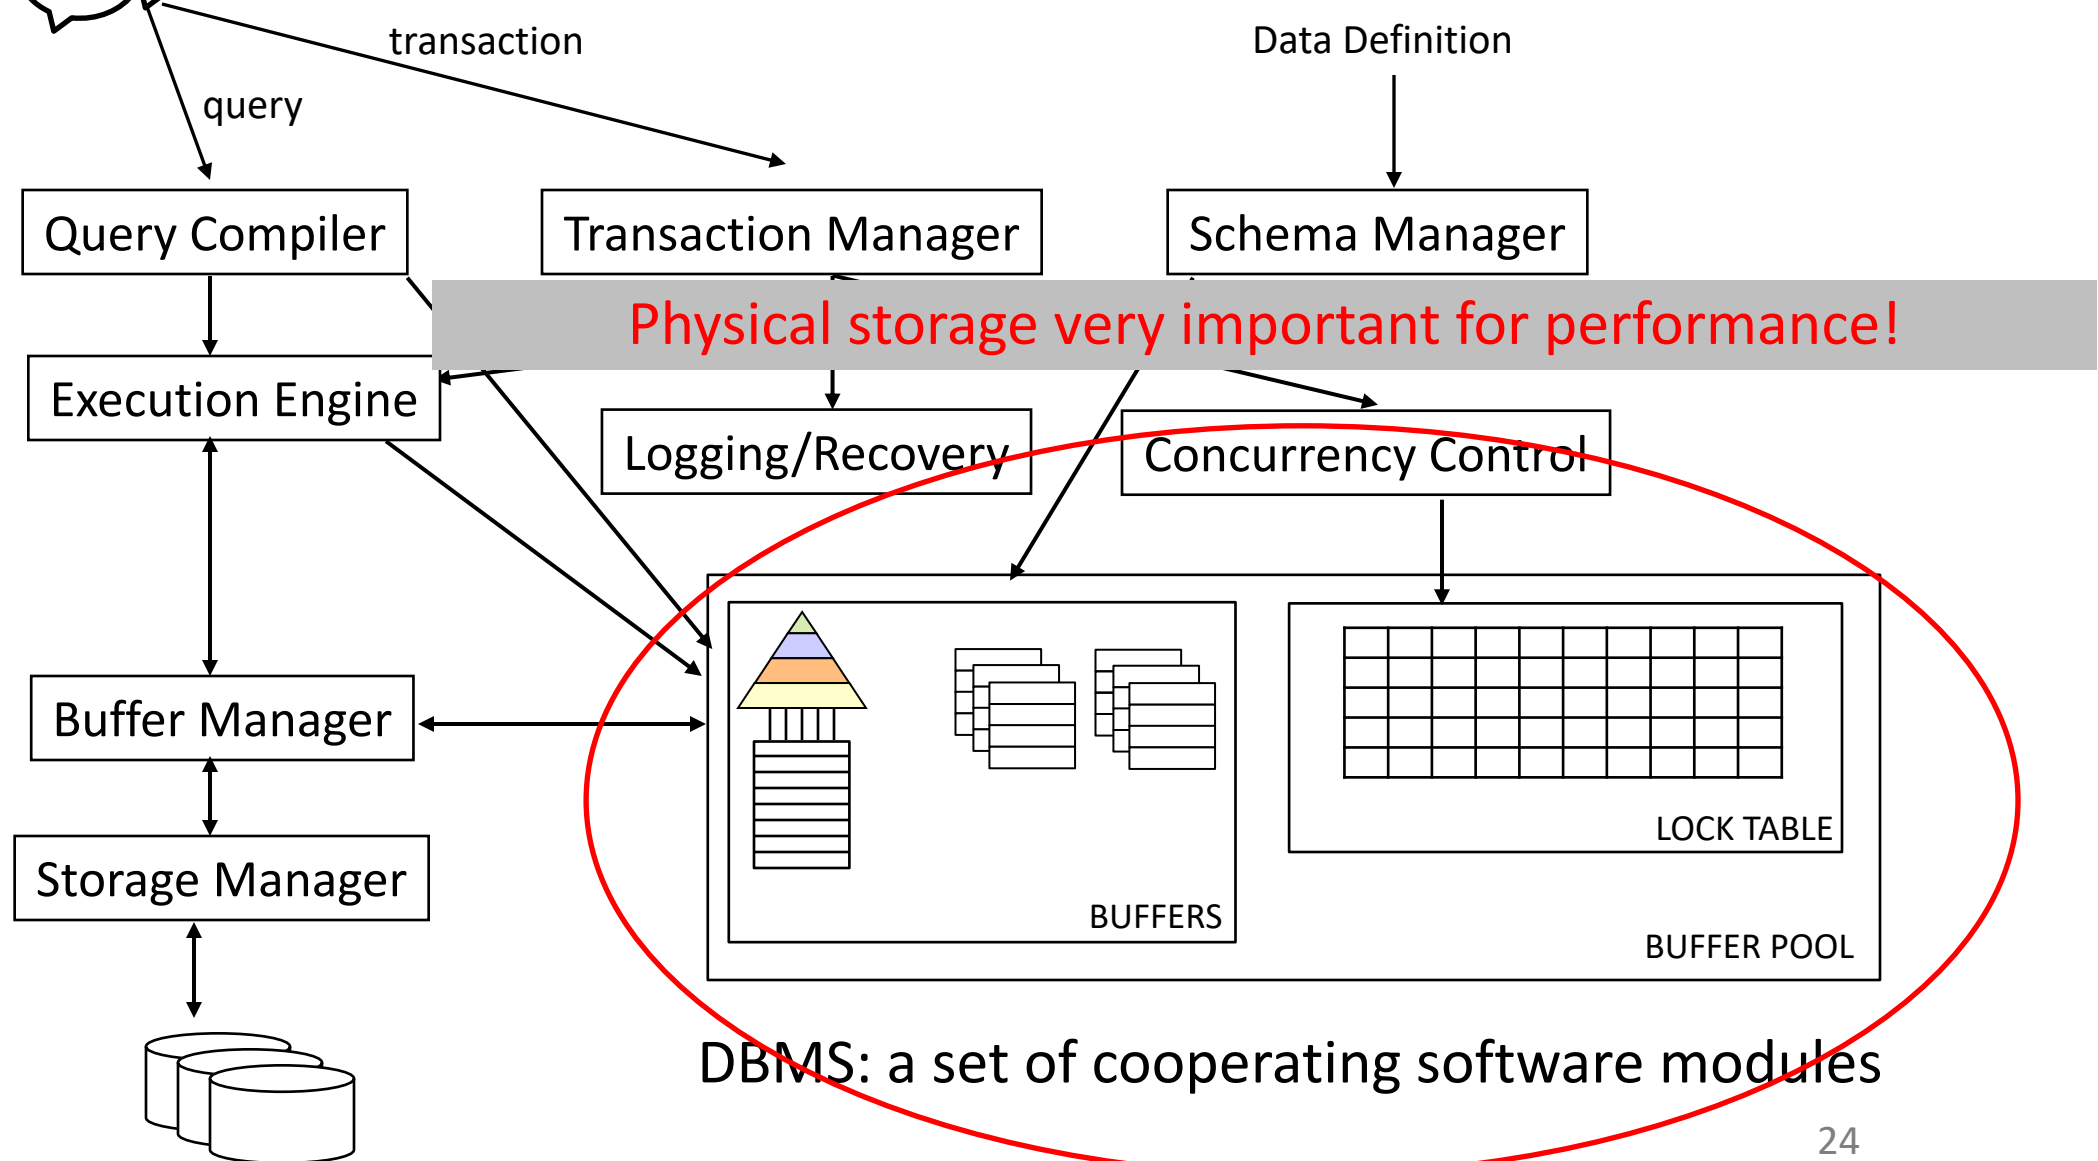 transaction
Data Definition
query
Query Compiler
Transaction Manager
Schema Manager
Physical storage very important for performance!
Execution Engine
Logging/Recovery
Concurrency Control
Buffer Manager
LOCK TABLE
Storage Manager
BUFFERS
BUFFER POOL
DBMS: a set of cooperating software modules
24